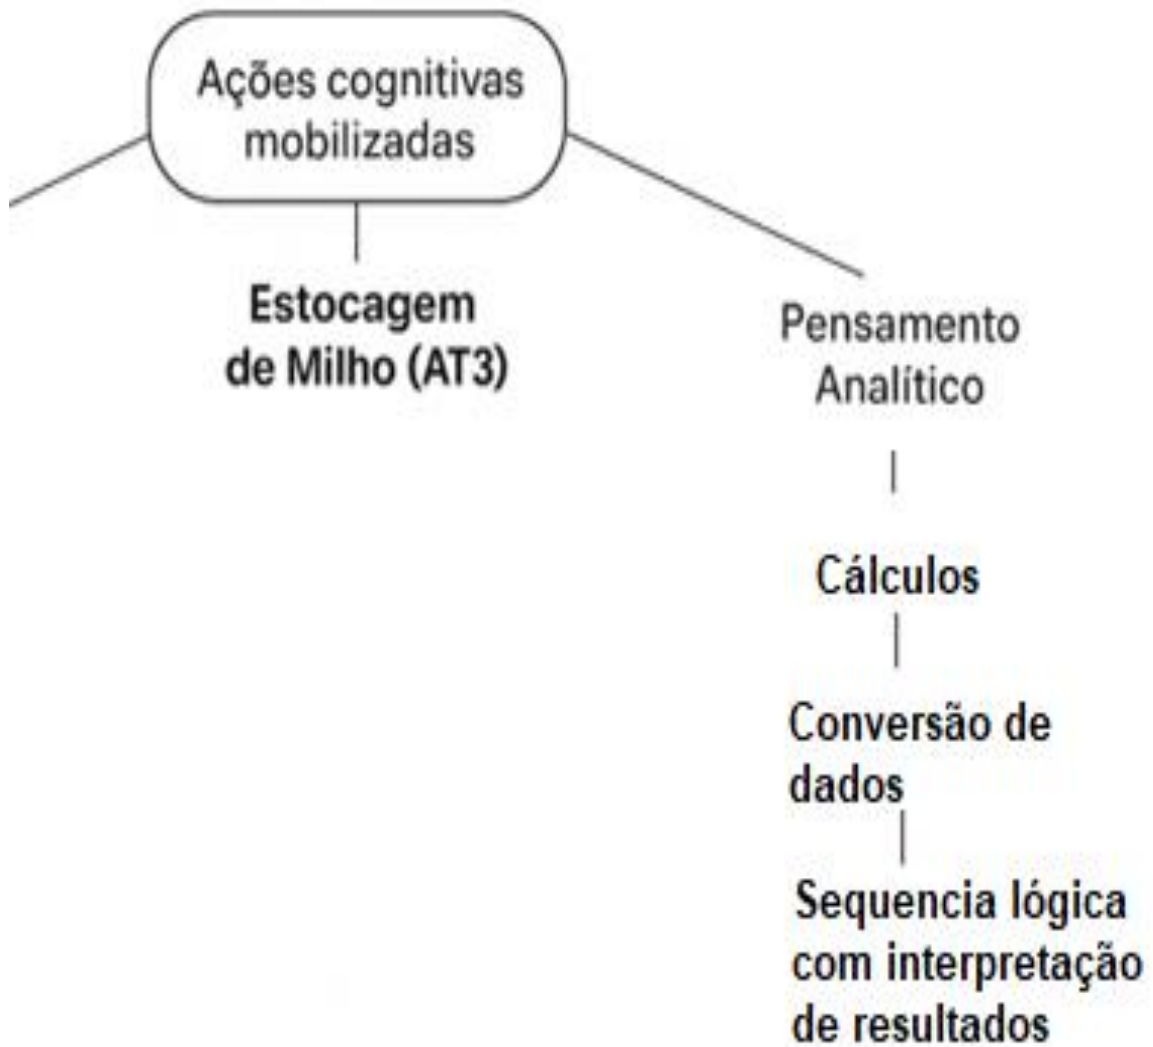 Ações cognitivas
mobilizadas
Estocagem
de Milho (AT3)
Pensamento
Analítico
Cálculos
Conversão de
dados
Sequencia lógica
com interpretação
de resultados